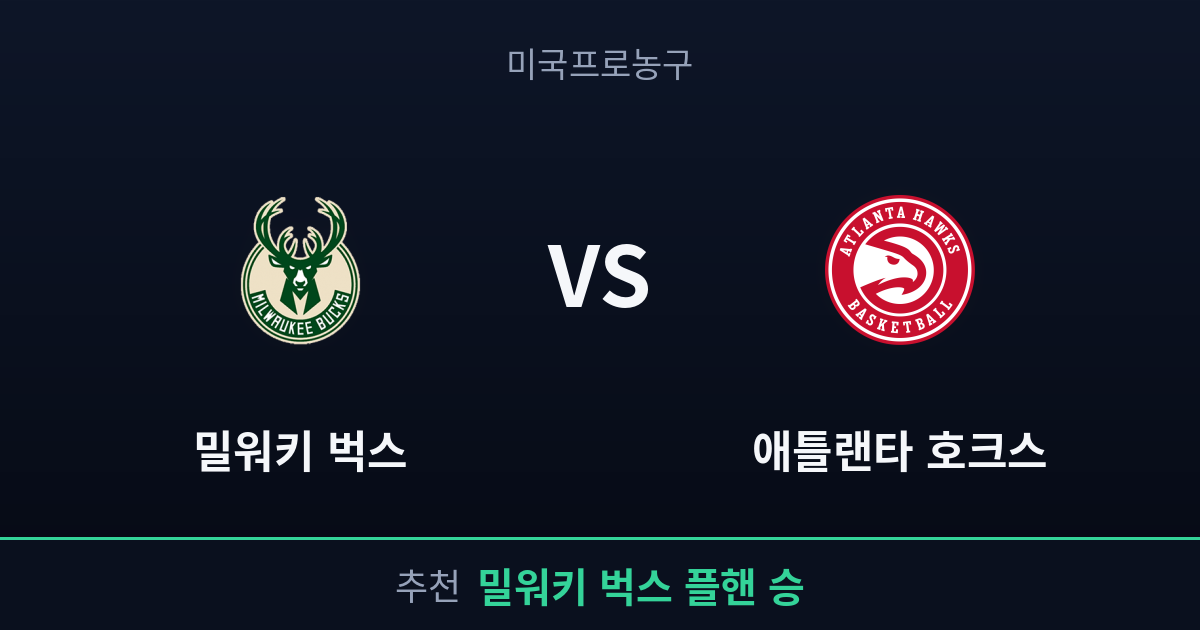 미국프로농구
MILWAUKEE BUCKS
VS
ATLANTA HAWKS
BASKETBALL
밀워키 벅스
애틀랜타 호크스
추천 밀워키 벅스 플핸 승